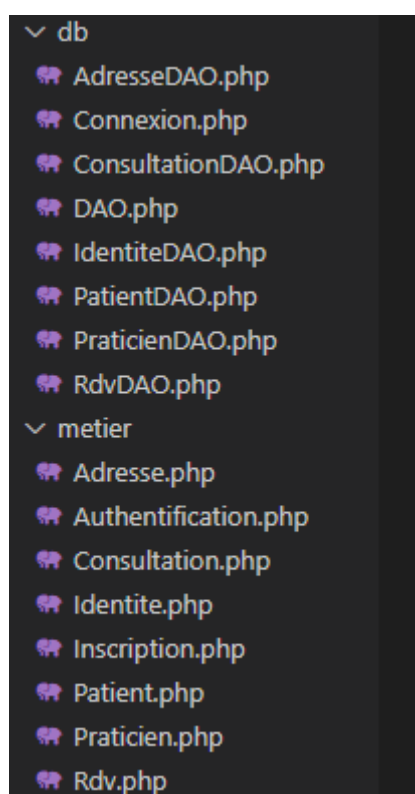 db
AdresseDAO.php
Connexion.php
ConsultationDAO.php
DAO.php
IdentiteDAO.php
PatientDAO.php
PraticienDAO.php
RdvDAO.php
metier
Adresse.php
Authentification.php
Consultation.php
Identite.php
Inscription.php
Patient.php
Praticien.php
Rdv.php